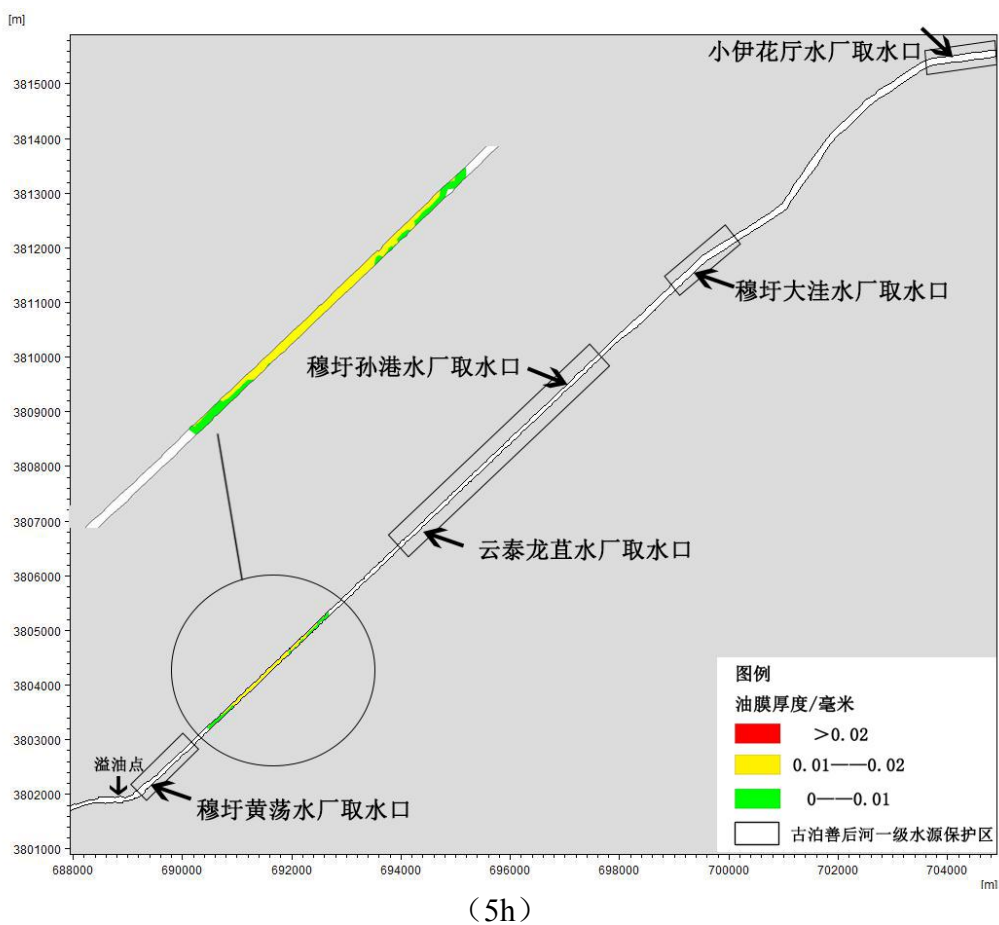 [m]
小伊花厅水厂取水口
3815000
3814000
3813000
3812000
穆圩大洼水厂取水口
3811000
3810000
穆圩孙港水厂取水口
3809000
3808000
3807000
云泰龙苴水厂取水口
3806000
3805000
3804000
3803000
溢油点
3802000
穆圩黄荡水厂取水口
3801000
图例
油膜厚度/毫米
＞0.02
0.01——0.02
0——0.01
古泊善后河一级水源保护区
688000 690000 692000 694000 696000 698000 700000 702000 704000
[m]
（5h）